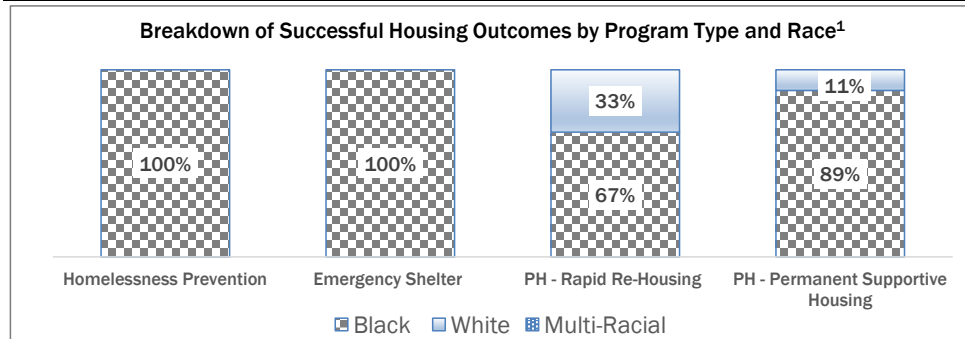 Breakdown of Successful Housing Outcomes by Program Type and Race¹
100%
100%
33%
67%
11%
89%
Homelessness Prevention
Emergency Shelter
PH - Rapid Re-Housing
PH - Permanent Supportive
Housing
Black White Multi-Racial